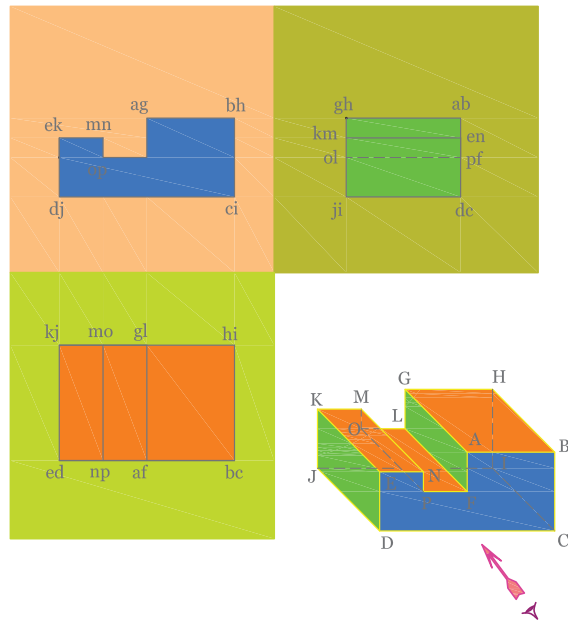 ag bh gh ab
ek mn km en
op ol pf
dj ci ji dc
kj mo gl hi
ed np af bc
G H
K M
L
O A B
J N I
E
P F
D C